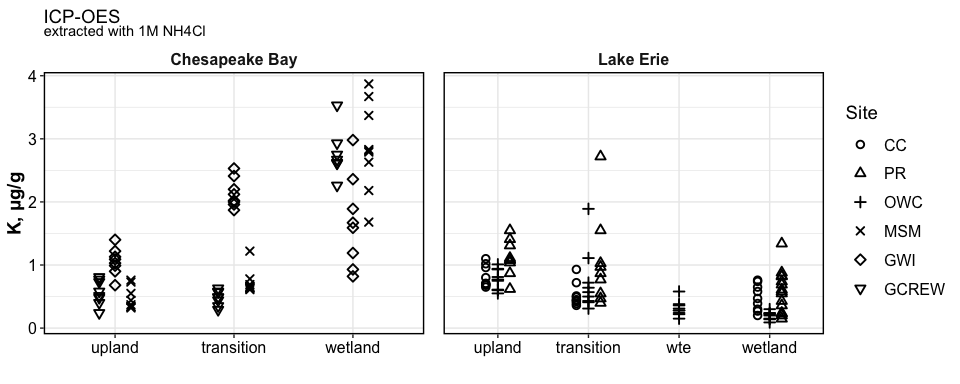 ICP-OES
extracted with 1M NH4Cl
Chesapeake Bay
Lake Erie
K, µg/g
4
3
2
1
0
upland
transition
wetland
upland
transition
wte
wetland
Site
CC
PR
OWC
MSM
GWI
GCREW